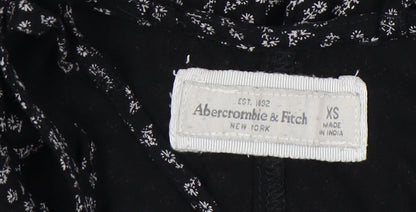 EST. 1892
Abercrombie & Fitch
NEW YORK
XS
MADE
IN INDIA